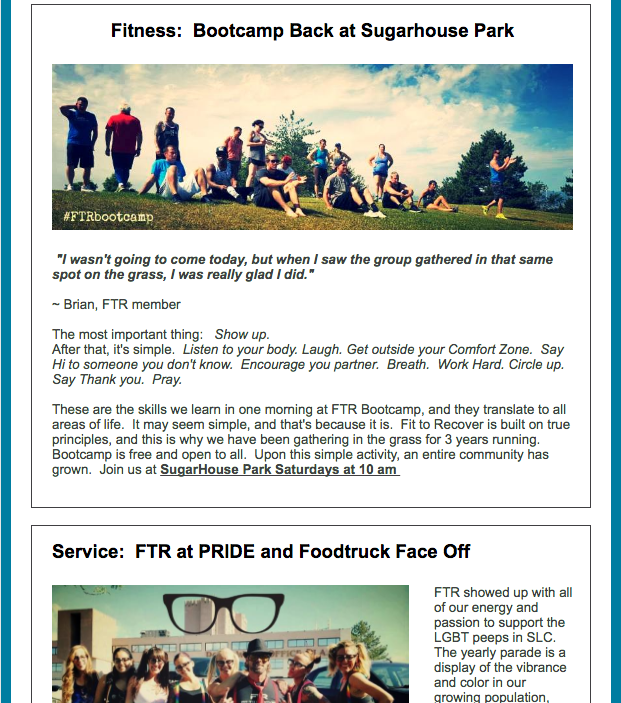 Fitness:  Bootcamp Back at Sugarhouse Park
#FTRbootcamp
"I wasn't going to come today, but when I saw the group gathered in that same
spot on the grass, I was really glad I did."
~ Brian, FTR member
The most important thing:   Show up.
After that, it's simple.  Listen to your body. Laugh. Get outside your Comfort Zone.  Say
Hi to someone you don't know.  Encourage you partner.  Breath.  Work Hard. Circle up.
Say Thank you.  Pray.
These are the skills we learn in one morning at FTR Bootcamp, and they translate to all
areas of life.  It may seem simple, and that's because it is.  Fit to Recover is built on true
principles, and this is why we have been gathering in the grass for 3 years running.
Bootcamp is free and open to all.  Upon this simple activity, an entire community has
grown.  Join us at SugarHouse Park Saturdays at 10 am
Service:  FTR at PRIDE and Foodtruck Face Off
FTR showed up with all
of our energy and
passion to support the
LGBT peeps in SLC.
The yearly parade is a
display of the vibrance
and color in our
growing population,